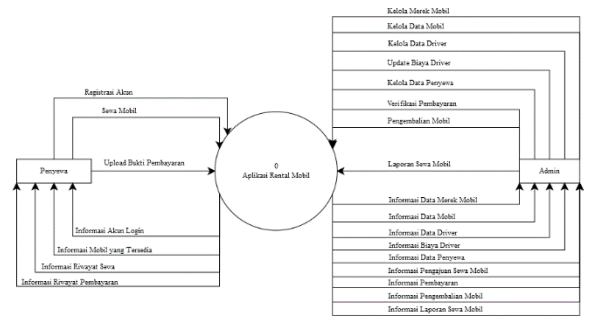 Kelola Merek Mobil
Kelola Data Mobil
Kelola Data Driver
Update Biaya Driver
Kelola Data Penyewa
Verifikasi Pembayaran
Pengembalian Mobil
Registrasi Akun
Sewa Mobil
Penyewa
Upload Bukti Pembayaran
0
Aplikasi Rental Mobil
Laporan Sewa Mobil
Admin
Informasi Akun Login
Informasi Mobil yang Tersedia
Informasi Riwayat Sewa
Informasi Riwayat Pembayaran
Informasi Data Merek Mobil
Informasi Data Mobil
Informasi Data Driver
Informasi Biaya Driver
Informasi Data Penyewa
Informasi Pengajuan Sewa Mobil
Informasi Pembayaran
Informasi Pengembalian Mobil
Informasi Laporan Sewa Mobil